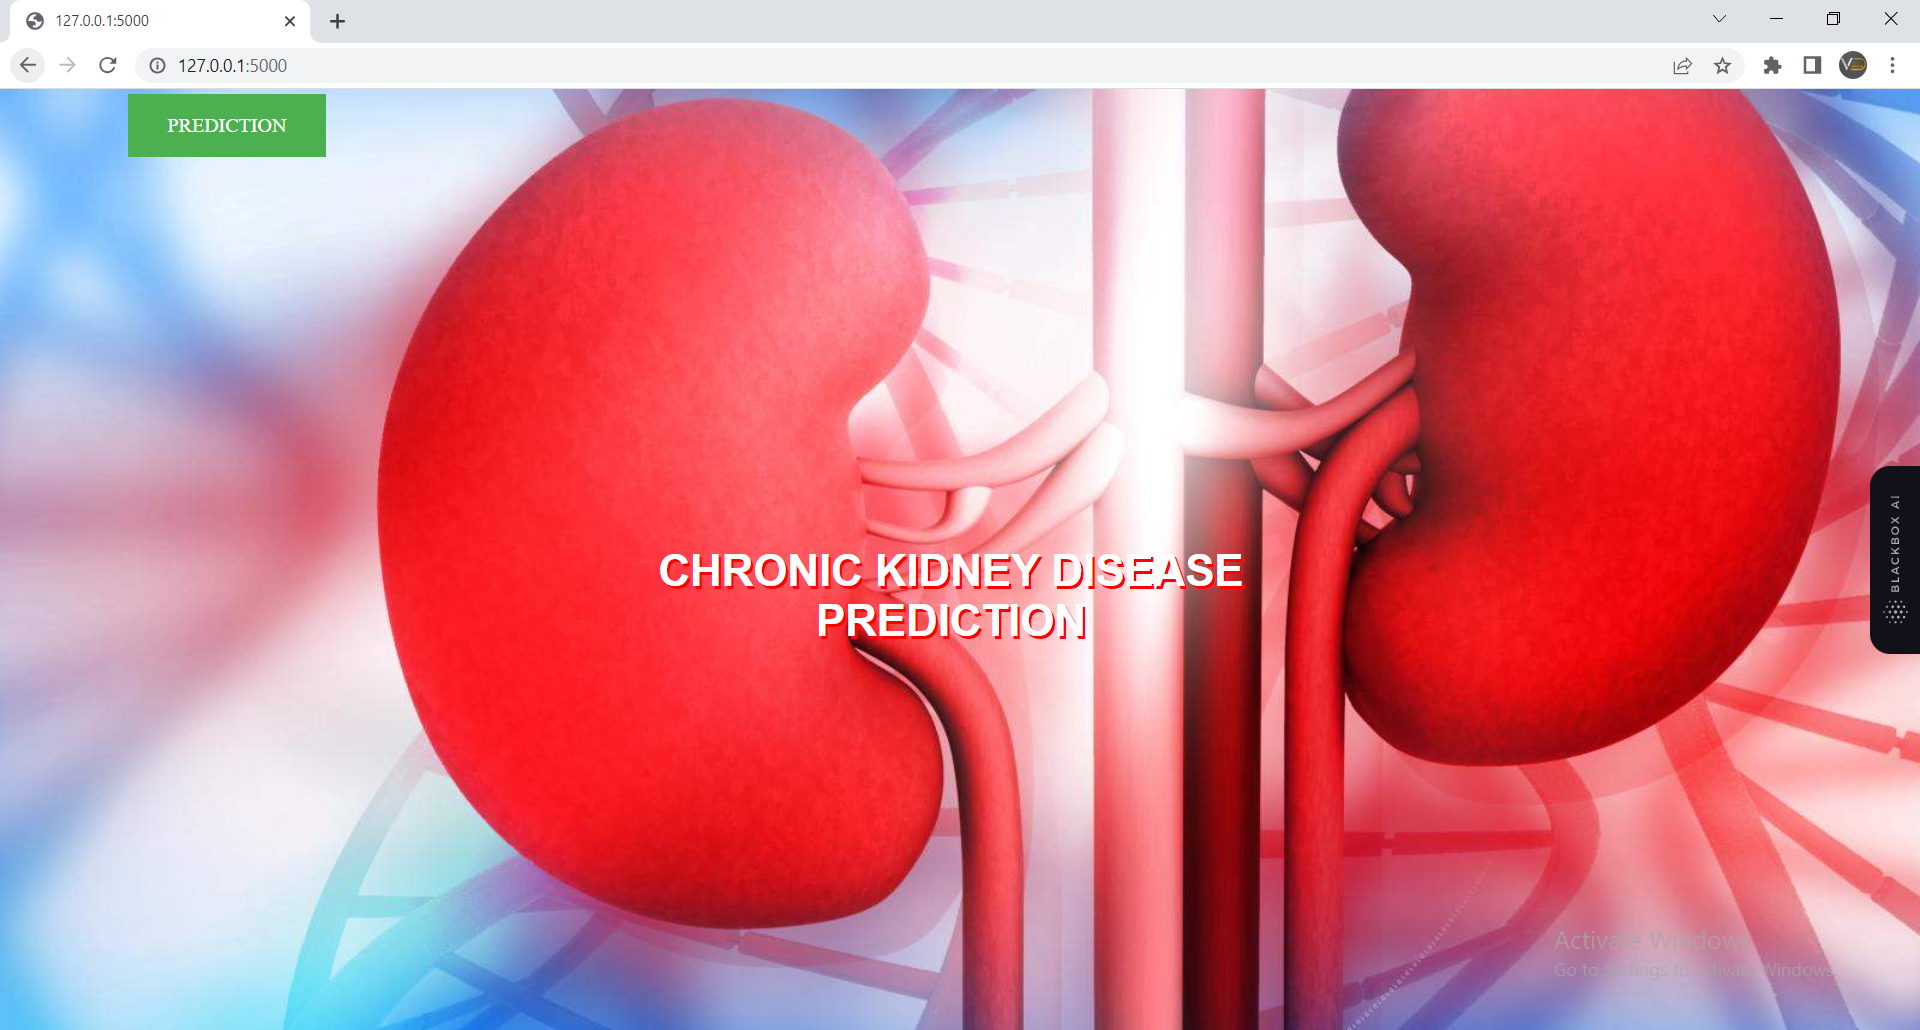 127.0.0.1:5000
127.0.0.1:5000
PREDICTION
CHRONIC KIDNEY DISEASE
PREDICTION
BLACKBOX AI
Activate Windows
Go to Settings to activate Windows.